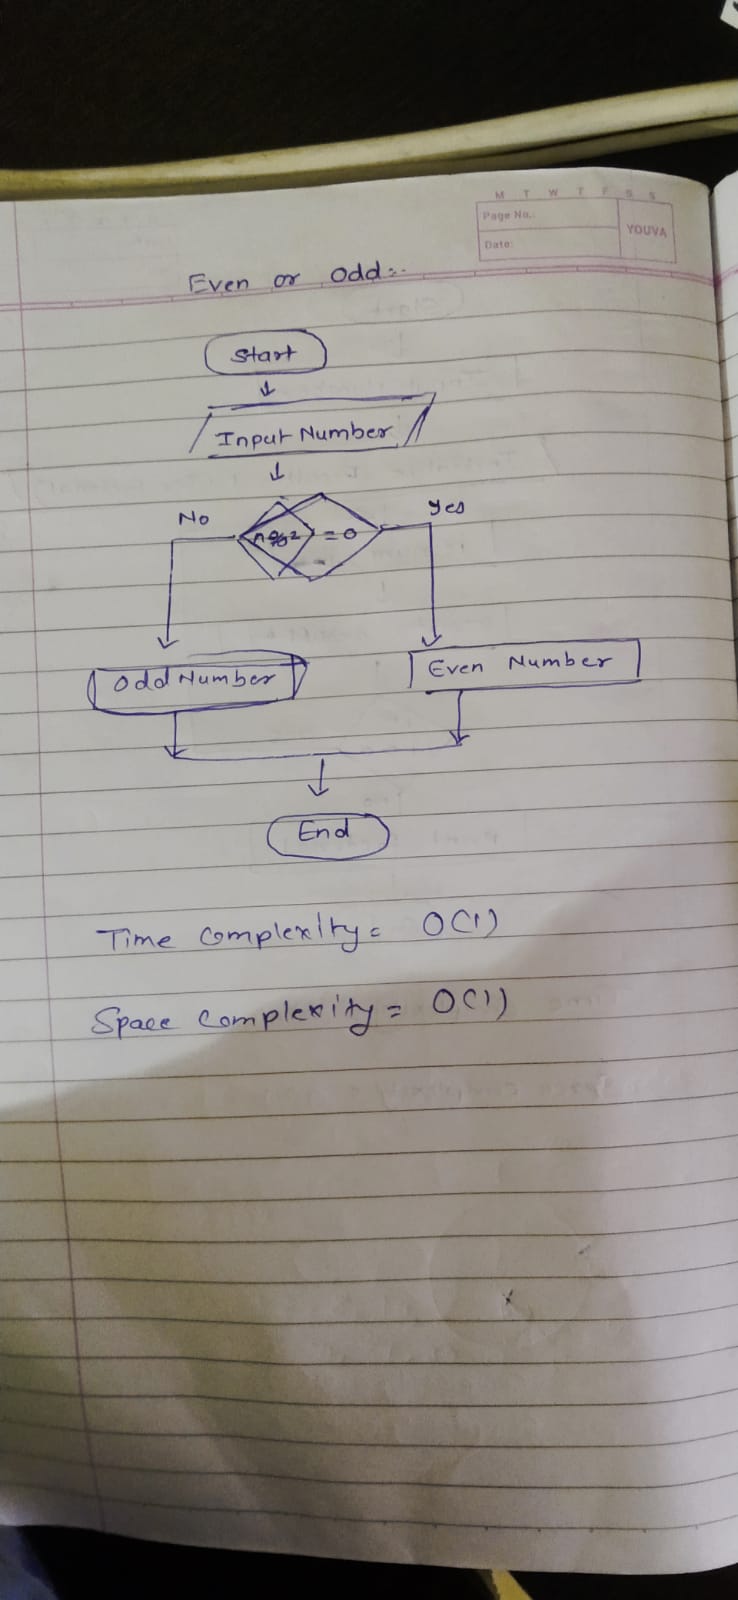 M T W T F S S
Page No.:
YOUVA
Date:
Even or Odd:-
Start
Input Number
No
Yes
n%2 = 0
Odd Number
Even Number
End
Time Complexity = O(1)
Space Complexity = O(1)